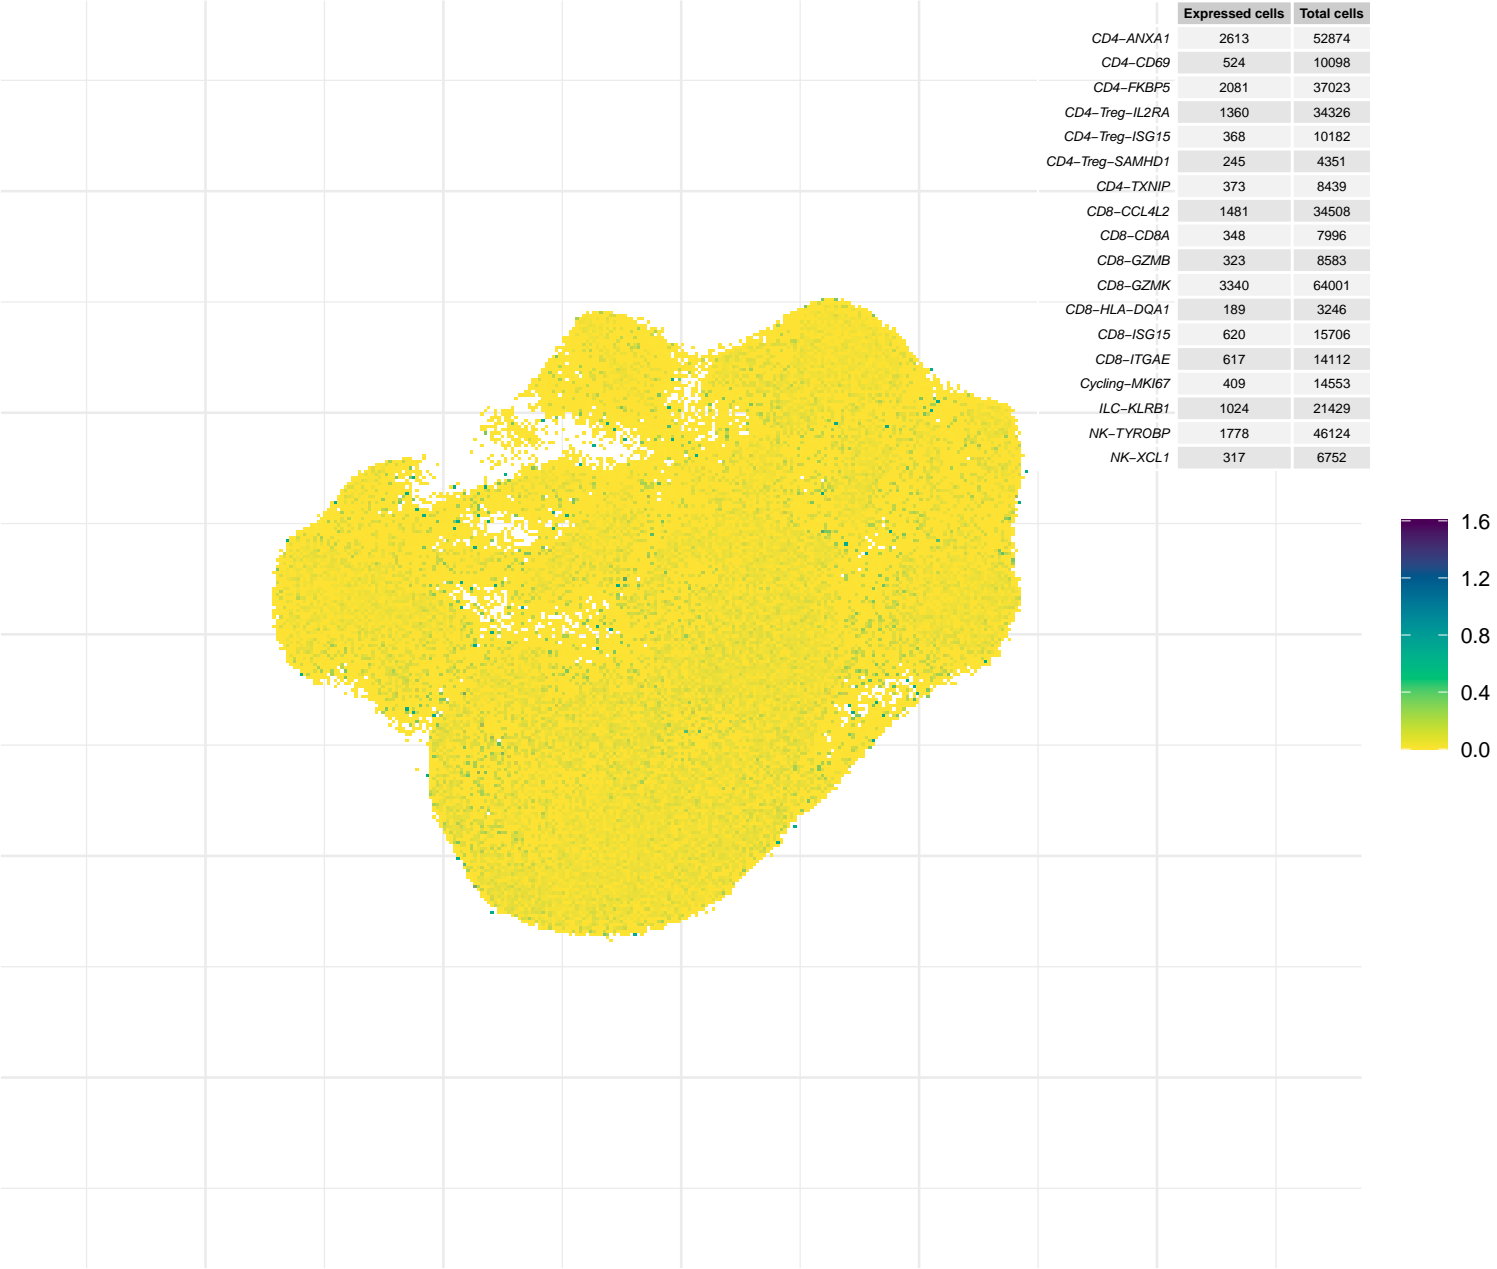 Expressed cells Total cells
CD4−ANXA1 2613 52874
CD4−CD69 524 10098
CD4−FKBP5 2081 37023
CD4−Treg−IL2RA 1360 34326
CD4−Treg−ISG15 368 10182
CD4−Treg−SAMHD1 245 4351
CD4−TXNIP 373 8439
CD8−CCL4L2 1481 34508
CD8−CD8A 348 7996
CD8−GZMB 323 8583
CD8−GZMK 3340 64001
CD8−HLA−DQA1 189 3246
CD8−ISG15 620 15706
CD8−ITGAE 617 14112
Cycling−MKI67 409 14553
ILC−KLRB1 1024 21429
NK−TYROBP 1778 46124
NK−XCL1 317 6752
1.6
1.2
0.8
0.4
0.0